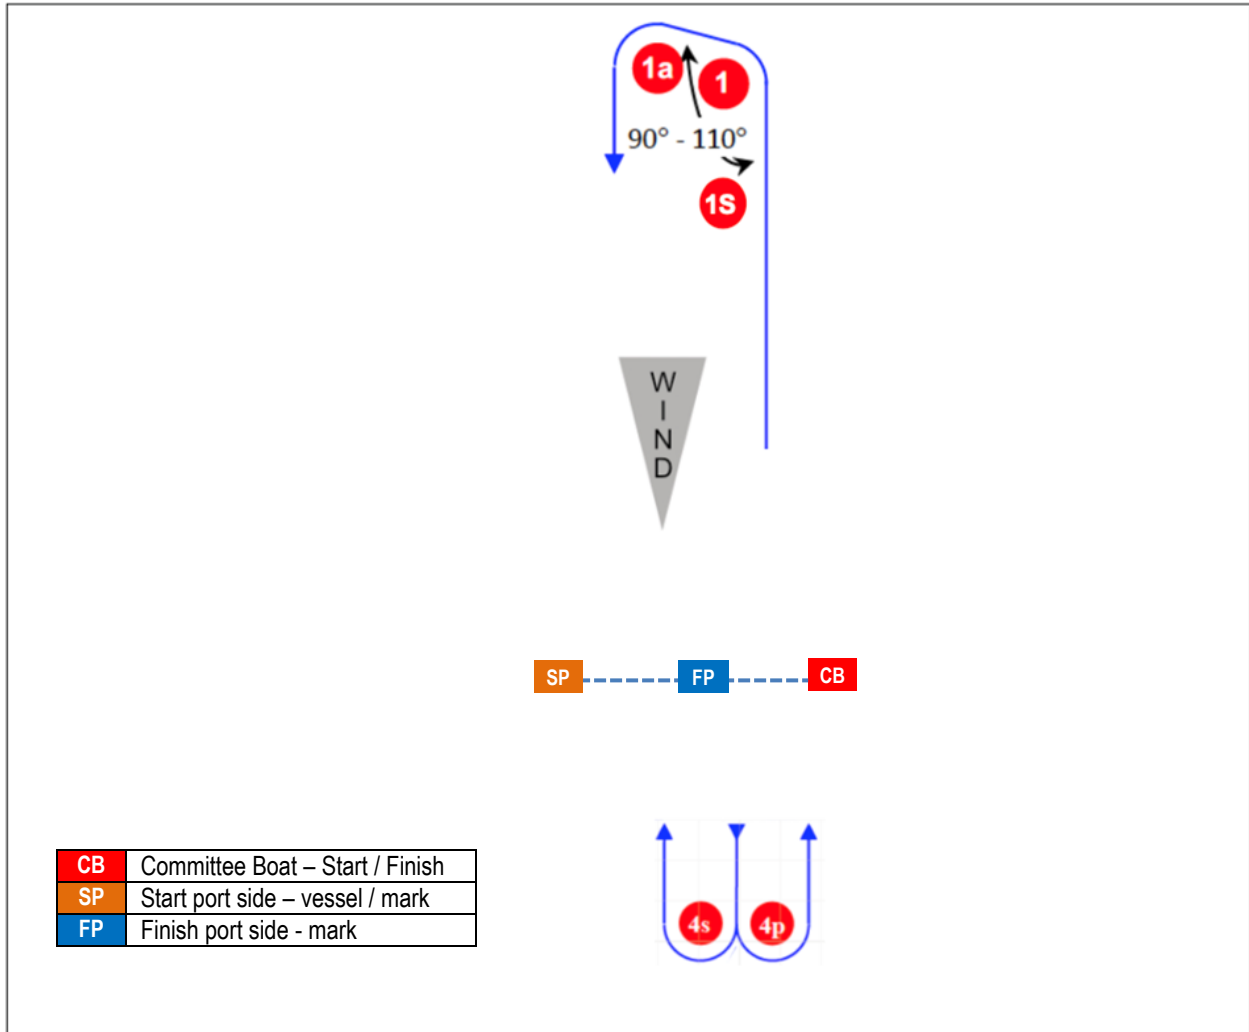 1a
1
90° - 110°
1S
W
I
N
D
SP
FP
CB
CB Committee Boat – Start / Finish
SP Start port side – vessel / mark
FP Finish port side - mark
4s
4p